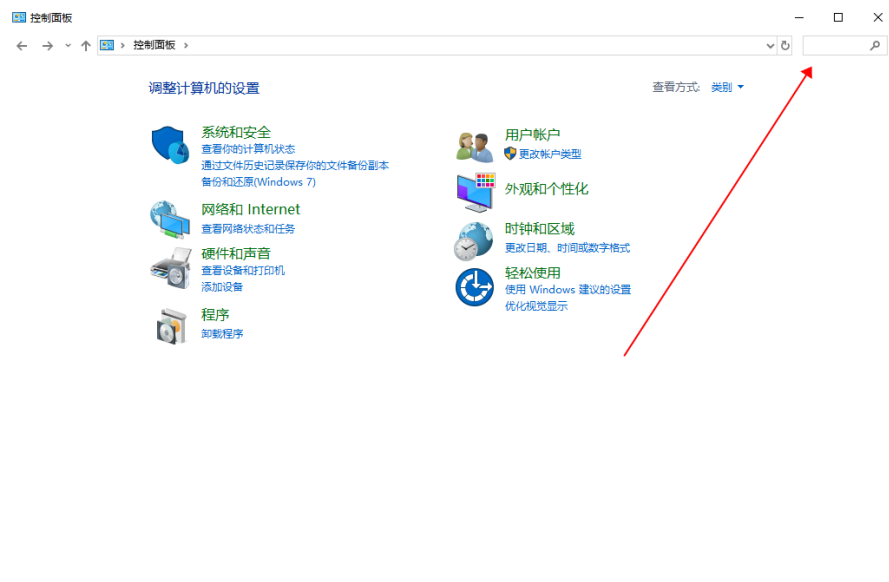 控制面板
控制面板
调整计算机的设置
查看方式: 类别
系统和安全
查看你的计算机状态
通过文件历史记录保存你的文件备份副本
备份和还原(Windows 7)
网络和 Internet
查看网络状态和任务
硬件和声音
查看设备和打印机
添加设备
程序
卸载程序
用户帐户
更改帐户类型
外观和个性化
时钟和区域
更改日期、时间或数字格式
轻松使用
使用 Windows 建议的设置
优化视觉显示